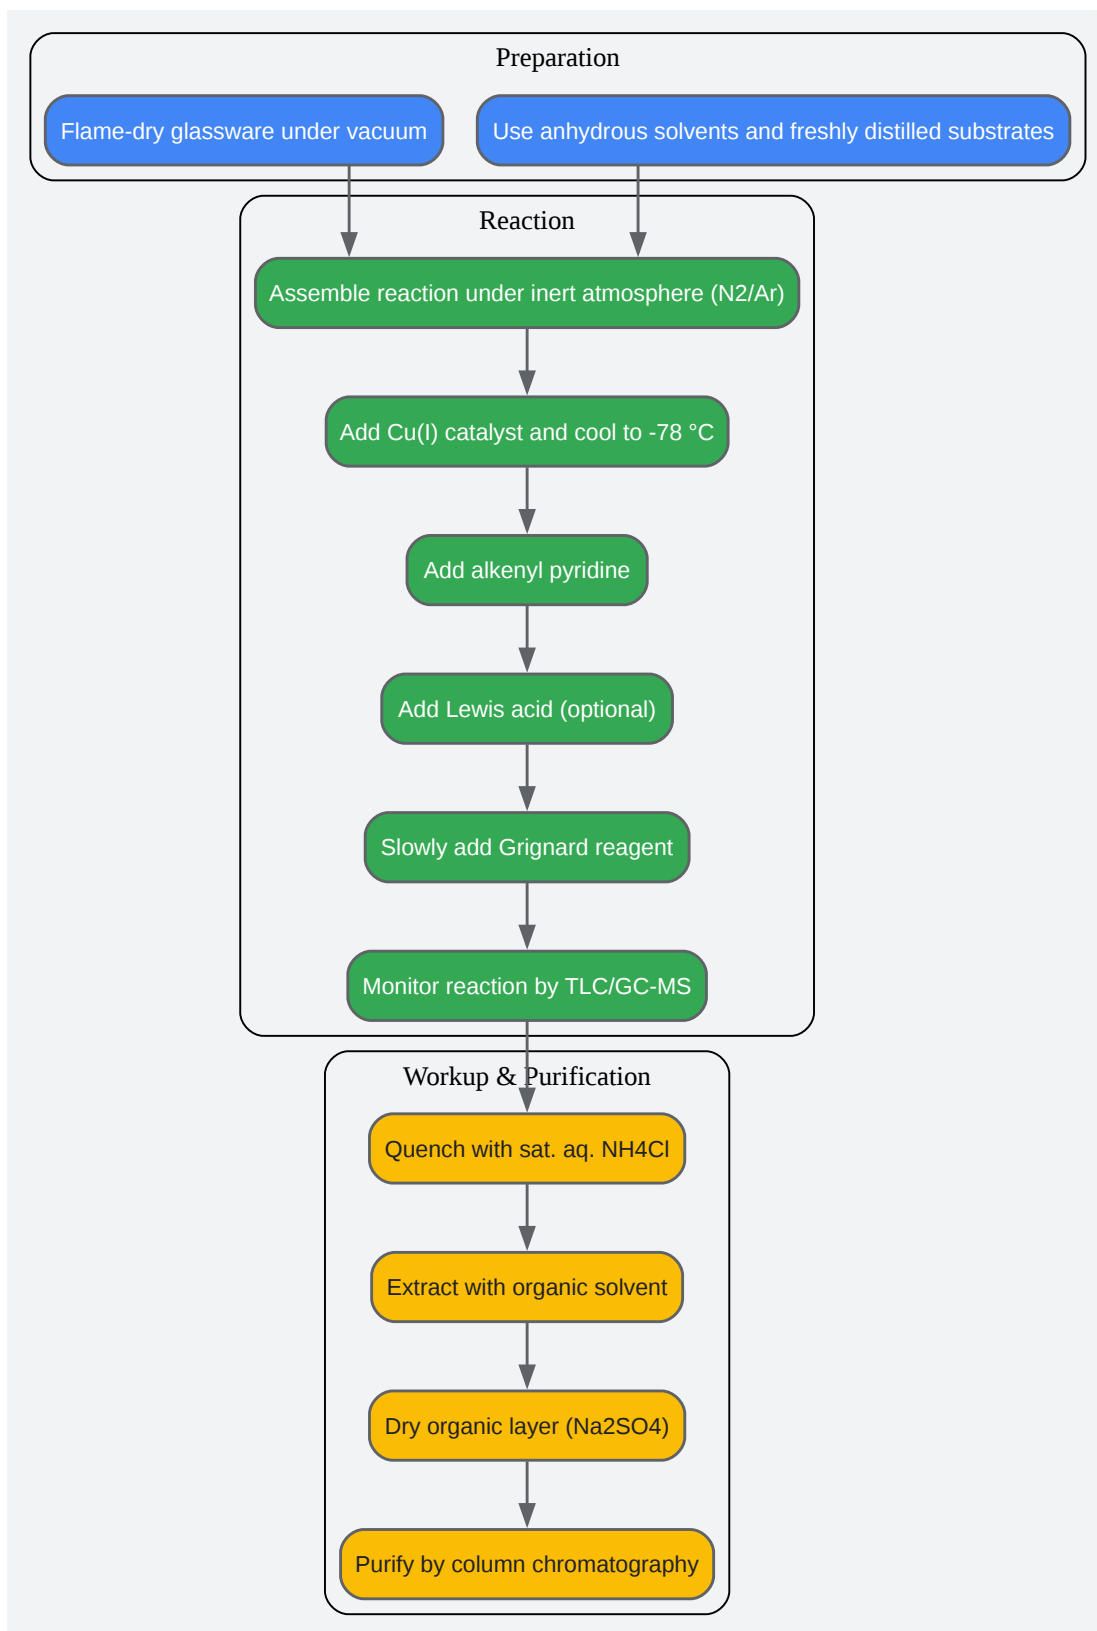 Preparation
Flame-dry glassware under vacuum
Use anhydrous solvents and freshly distilled substrates
Reaction
Assemble reaction under inert atmosphere (N2/Ar)
Add Cu(I) catalyst and cool to -78 °C
Add alkenyl pyridine
Add Lewis acid (optional)
Slowly add Grignard reagent
Monitor reaction by TLC/GC-MS
Workup & Purification
Quench with sat. aq. NH4Cl
Extract with organic solvent
Dry organic layer (Na2SO4)
Purify by column chromatography